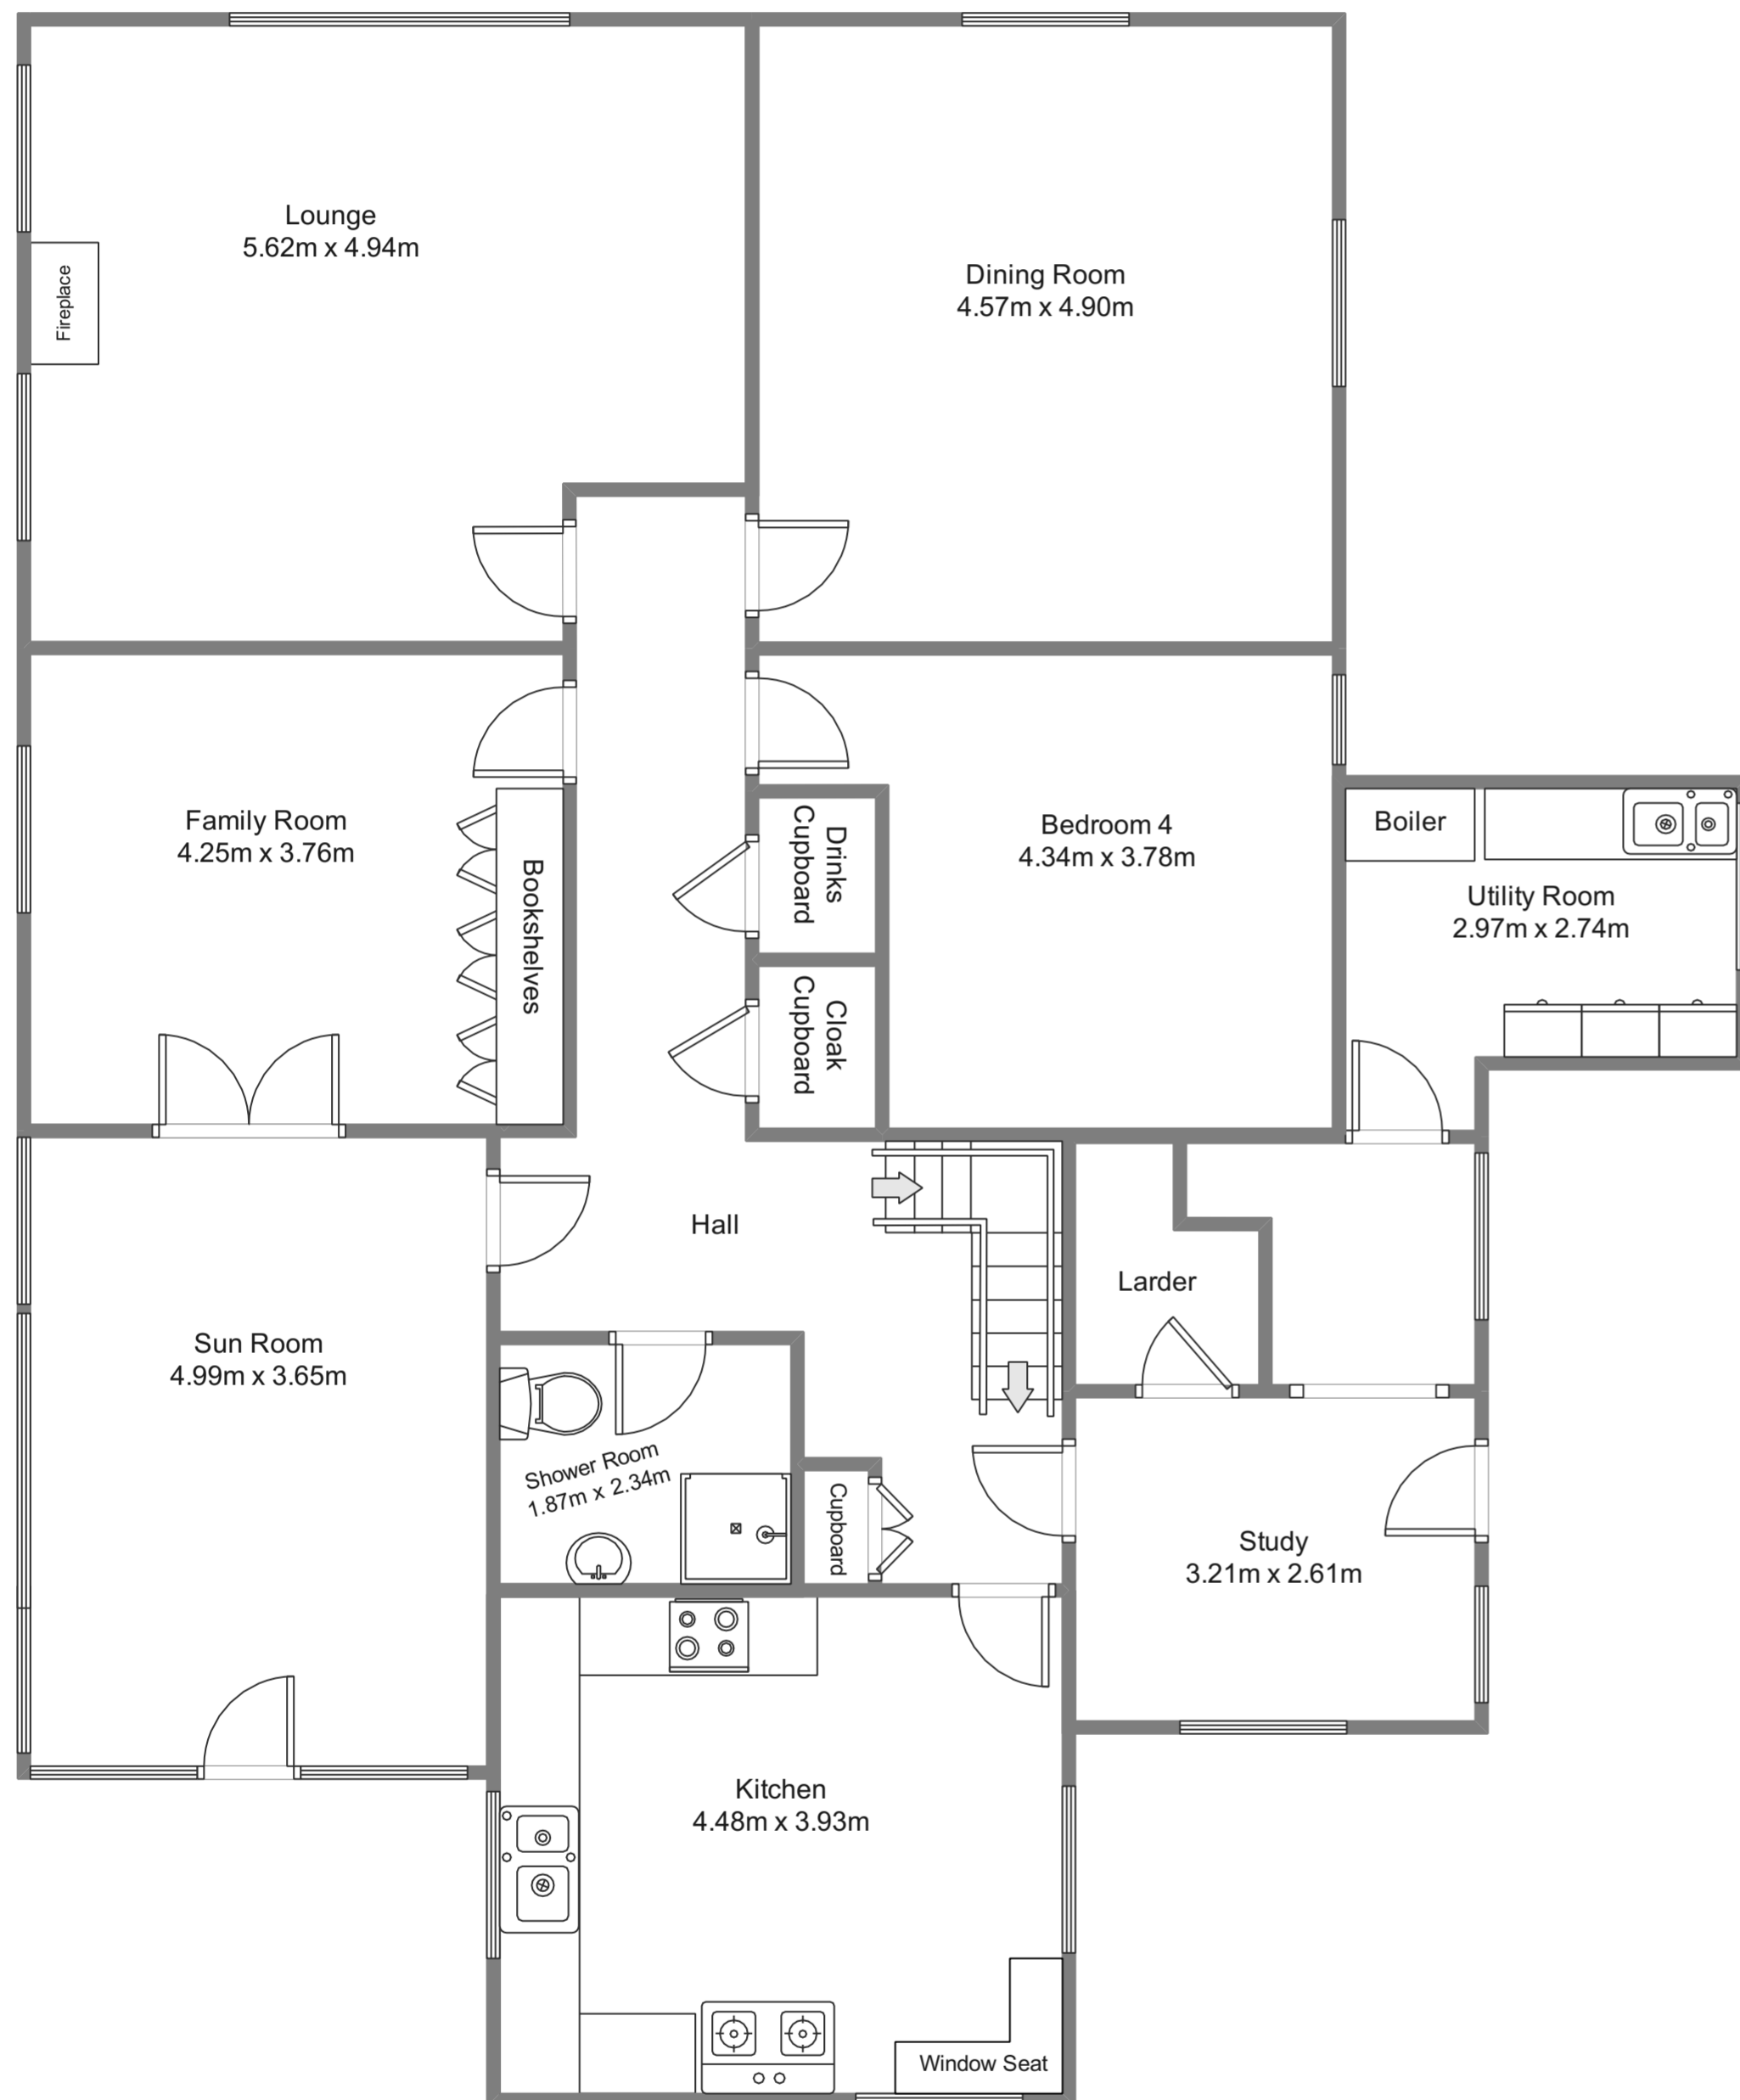 Lounge
5.62m x 4.94m
Fireplace
Dining Room
4.57m x 4.90m
Family Room
4.25m x 3.76m
Bookshelves
Drinks
Cupboard
Cloak
Cupboard
Bedroom 4
4.34m x 3.78m
Boiler
Utility Room
2.97m x 2.74m
Hall
Larder
Sun Room
4.99m x 3.65m
Shower Room
1.87m x 2.34m
Cupboard
Study
3.21m x 2.61m
Kitchen
4.48m x 3.93m
Window Seat